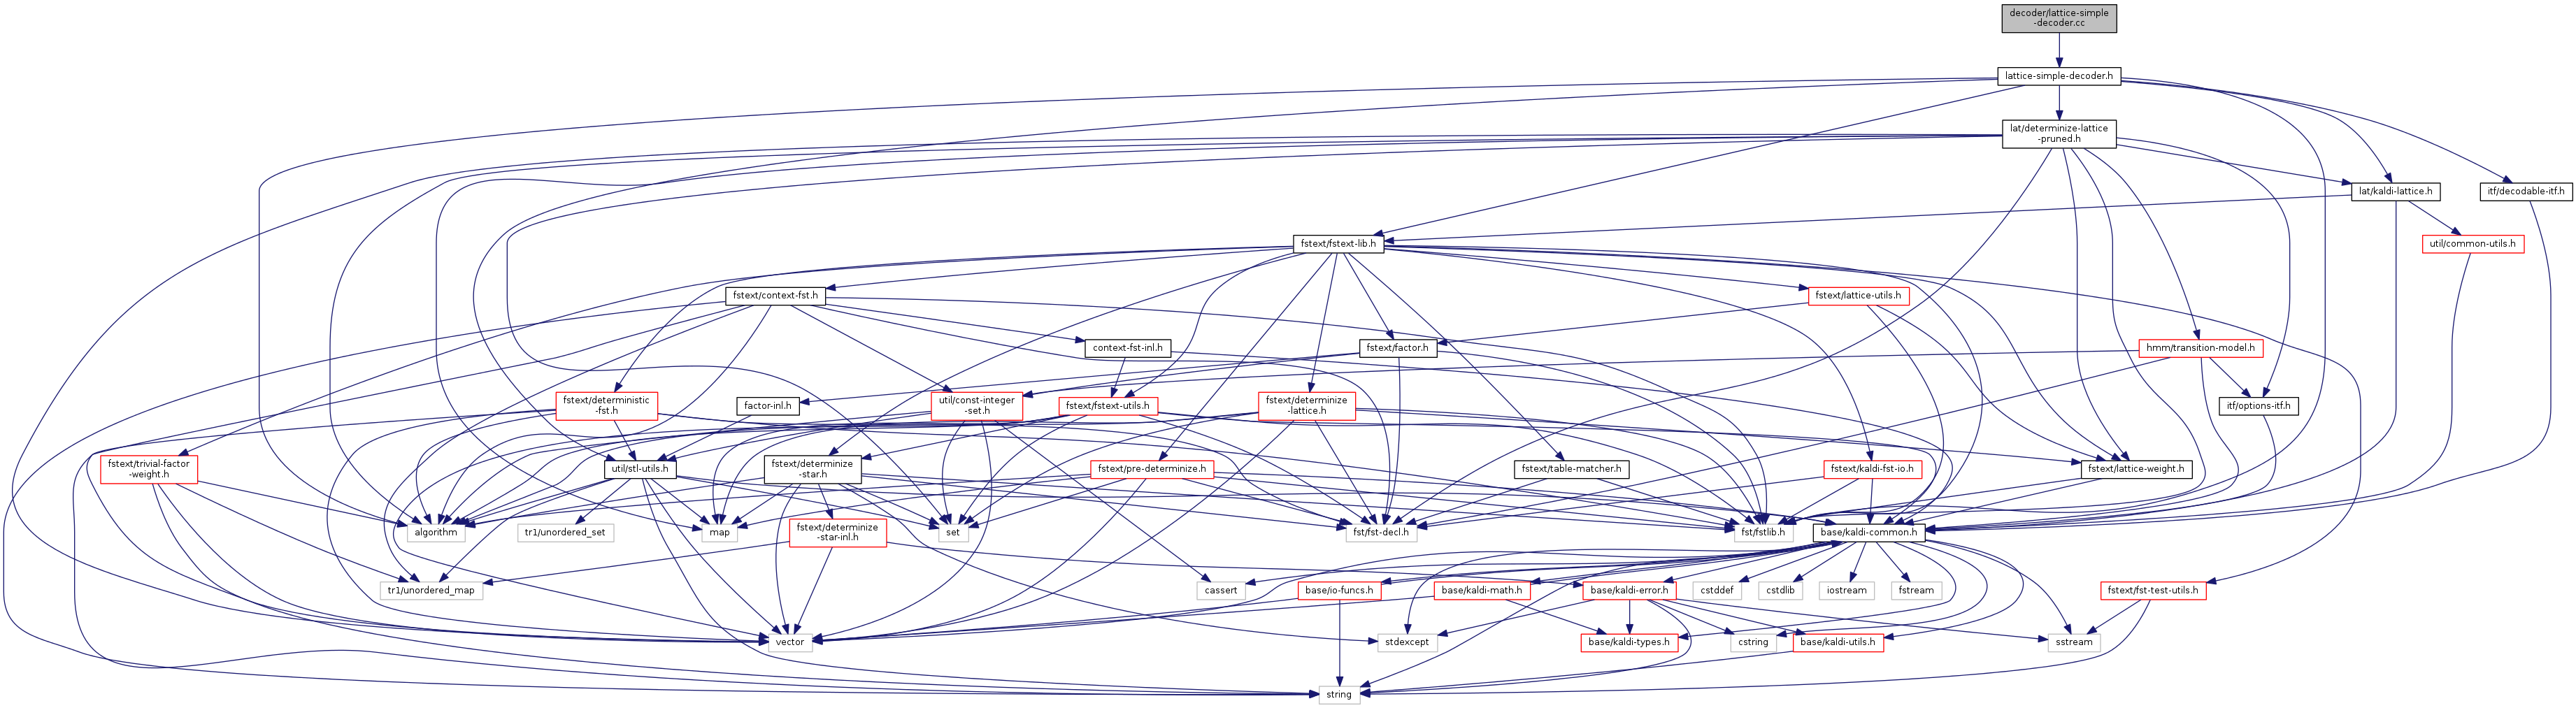 decoder/lattice-simple
-decoder.cc
lattice-simple-decoder.h
lat/determinize-lattice
-pruned.h
lat/kaldi-lattice.h
itf/decodable-itf.h
fstext/fstext-lib.h
util/common-utils.h
fstext/context-fst.h
fstext/lattice-utils.h
context-fst-inl.h
fstext/factor.h
hmm/transition-model.h
fstext/deterministic
-fst.h
factor-inl.h
util/const-integer
-set.h
fstext/fstext-utils.h
fstext/determinize
-lattice.h
itf/options-itf.h
fstext/trivial-factor
-weight.h
util/stl-utils.h
fstext/determinize
-star.h
fstext/pre-determinize.h
fstext/table-matcher.h
fstext/kaldi-fst-io.h
fstext/lattice-weight.h
algorithm
tr1/unordered_set
map
fstext/determinize
-star-inl.h
set
fst/fst-decl.h
fst/fstlib.h
base/kaldi-common.h
tr1/unordered_map
cassert
base/io-funcs.h
base/kaldi-math.h
base/kaldi-error.h
cstddef
cstdlib
iostream
fstream
fstext/fst-test-utils.h
vector
stdexcept
base/kaldi-types.h
cstring
base/kaldi-utils.h
sstream
string